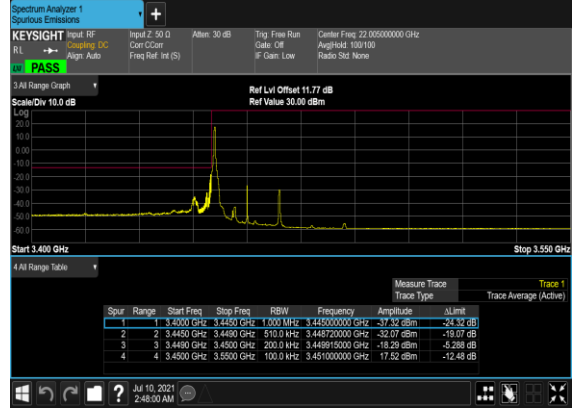 Spectrum Analyzer 1
Spurious Emissions
+
KEYSIGHT Input: RF Input Z: 50 Ω Atten: 30 dB Trig: Free Run Center Freq: 22.005000000 GHz
RL Coupling: DC Corr CCorr Gate: Off Avg|Hold: 100/100
Align: Auto Freq Ref: Int (S) IF Gain: Low Radio Std: None
LW PASS
3 All Range Graph
Ref Lvl Offset 11.77 dB
Scale/Div 10.0 dB Ref Value 30.00 dBm
Log
20.0
10.0
0.00
-10.0
-20.0
-30.0
-40.0
-50.0
-60.0
Start 3.400 GHz Stop 3.550 GHz
4 All Range Table
Measure Trace Trace 1
Trace Type Trace Average (Active)
Spur Range Start Freq Stop Freq RBW Frequency Amplitude ΔLimit
1 1 3.4000 GHz 3.4450 GHz 1.000 MHz 3.445000000 GHz -37.32 dBm -24.32 dB
2 2 3.4450 GHz 3.4490 GHz 510.0 kHz 3.448720000 GHz -32.07 dBm -19.07 dB
3 3 3.4490 GHz 3.4500 GHz 200.0 kHz 3.449915000 GHz -18.29 dBm -5.288 dB
4 4 3.4500 GHz 3.5500 GHz 100.0 kHz 3.451000000 GHz 17.52 dBm -12.48 dB
? Jul 10, 2021
2:48:00 AM